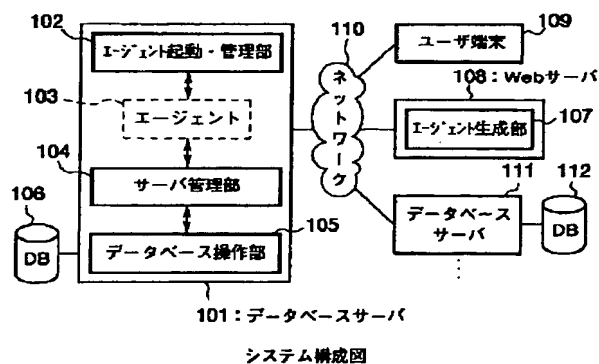 102
エージェント起動・管理部
103
エージェント
104
サーバ管理部
105
データベース操作部
106
DB
101：データベースサーバ
110
ネットワーク
109
ユーザ端末
108：Webサーバ
エージェント生成部
107
111
データベース
サーバ
112
DB
システム構成図